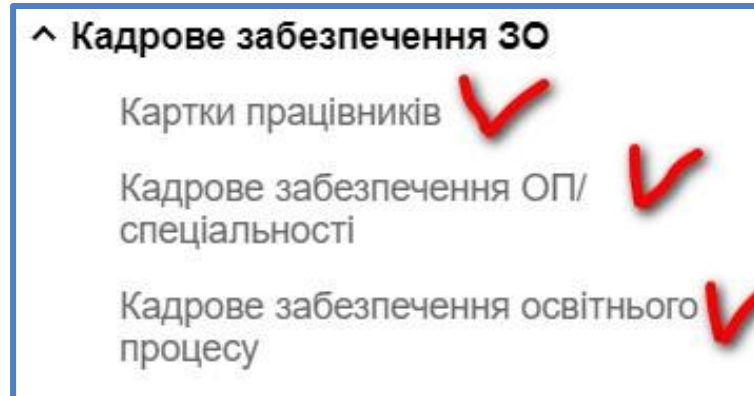 Кадрове забезпечення ЗО
Картки працівників
Кадрове забезпечення ОП/
спеціальності
Кадрове забезпечення освітнього
процесу